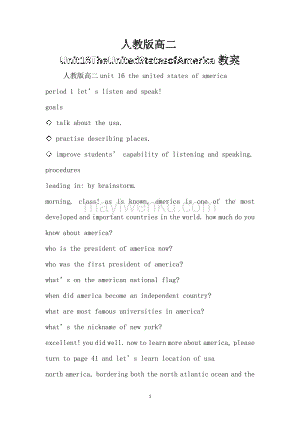 人教版高二
Unit16TheUnitedStatesofAmerica 教案
人教版高二 unit 16 the united states of america
period 1 let's listen and speak!
goals
◇ talk about the usa.
◇ practise describing places.
◇ improve students' capability of listening and speaking.
procedures
leading in: by brainstorm.
morning, class! as is known, america is one of the most
developed and important countries in the world. how much do you
know about america?
who is the president of america now?
who was the first president of america?
what's on the american national flag?
when did america become an independent country?
what are most famous universities in america?
what's the nickname of new york?
excellent! you did well. now to learn more about america, please
turn to page 41 and let's learn location of usa
north america, bordering both the north atlantic ocean and the
1